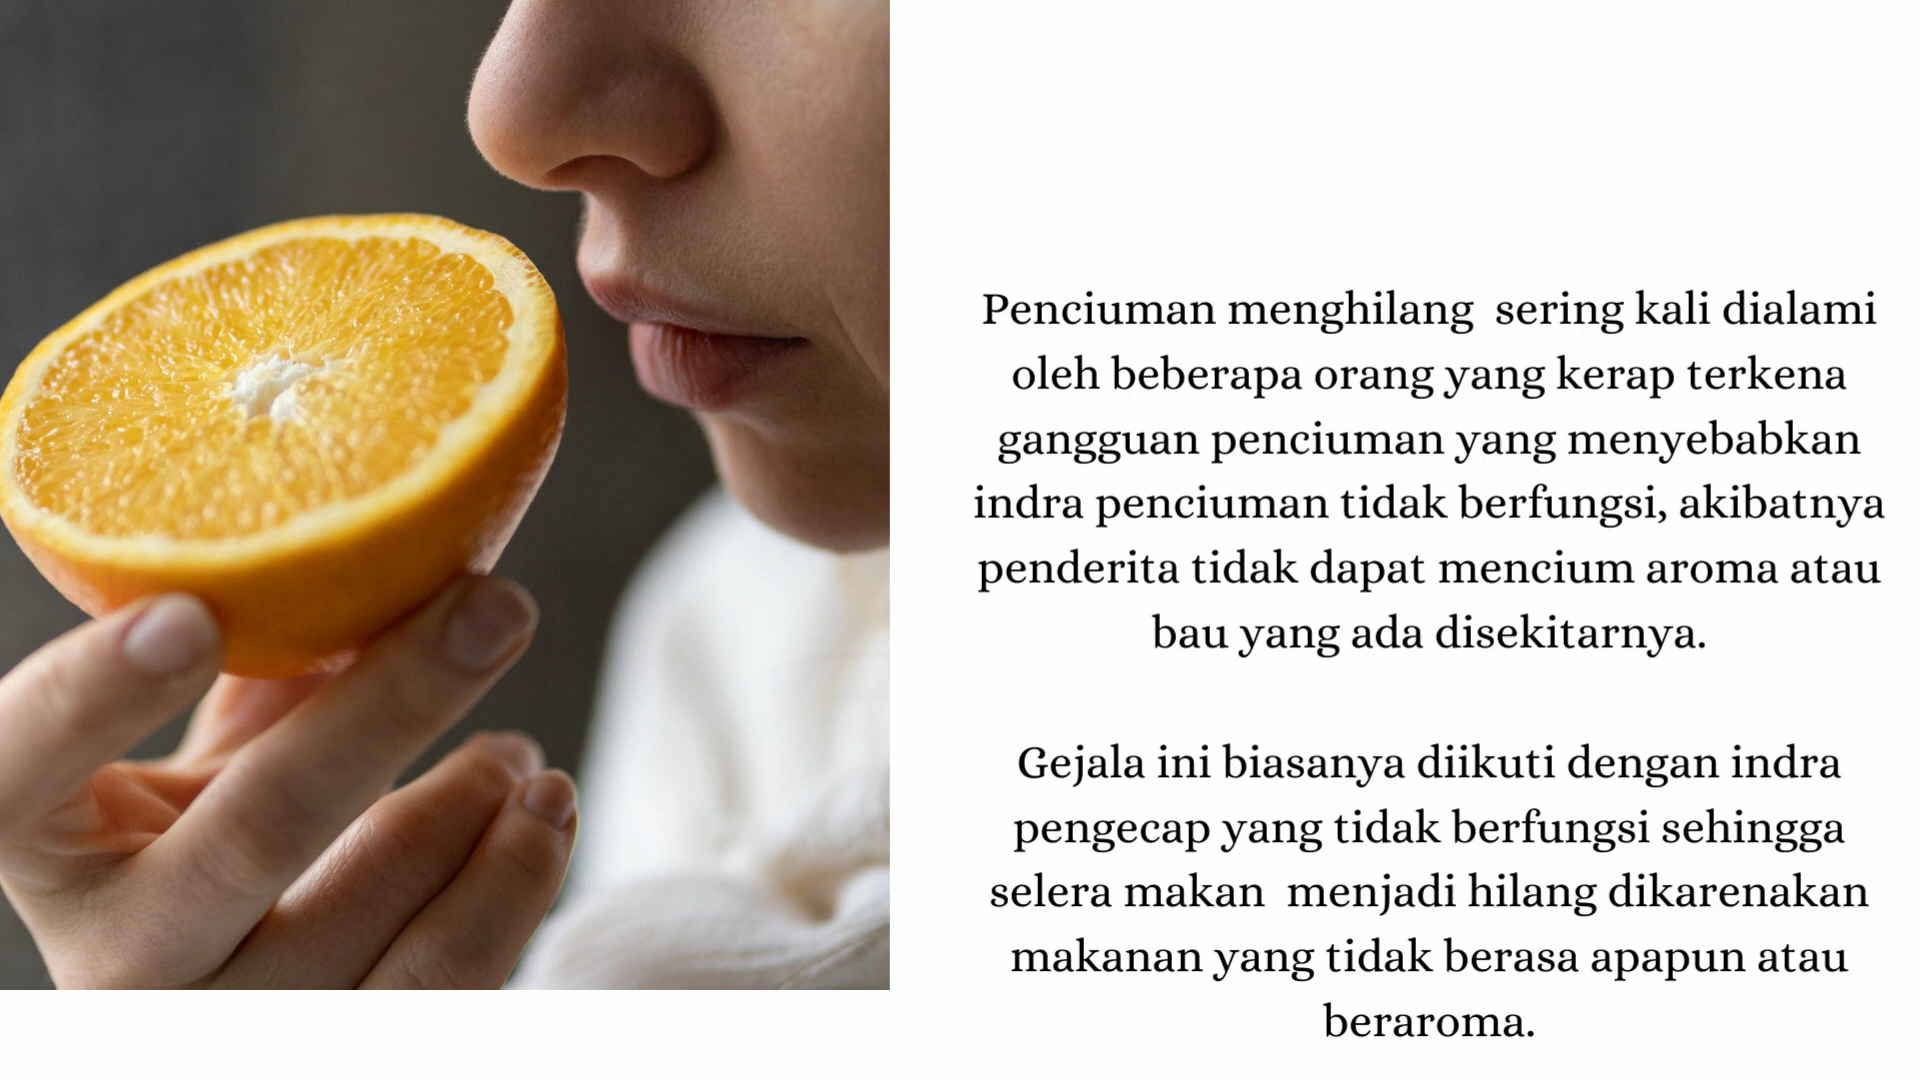 Penciuman menghilang  sering kali dialami
oleh beberapa orang yang kerap terkena
gangguan penciuman yang menyebabkan
indra penciuman tidak berfungsi, akibatnya
penderita tidak dapat mencium aroma atau
bau yang ada disekitarnya.
Gejala ini biasanya diikuti dengan indra
pengecap yang tidak berfungsi sehingga
selera makan  menjadi hilang dikarenakan
makanan yang tidak berasa apapun atau
beraroma.